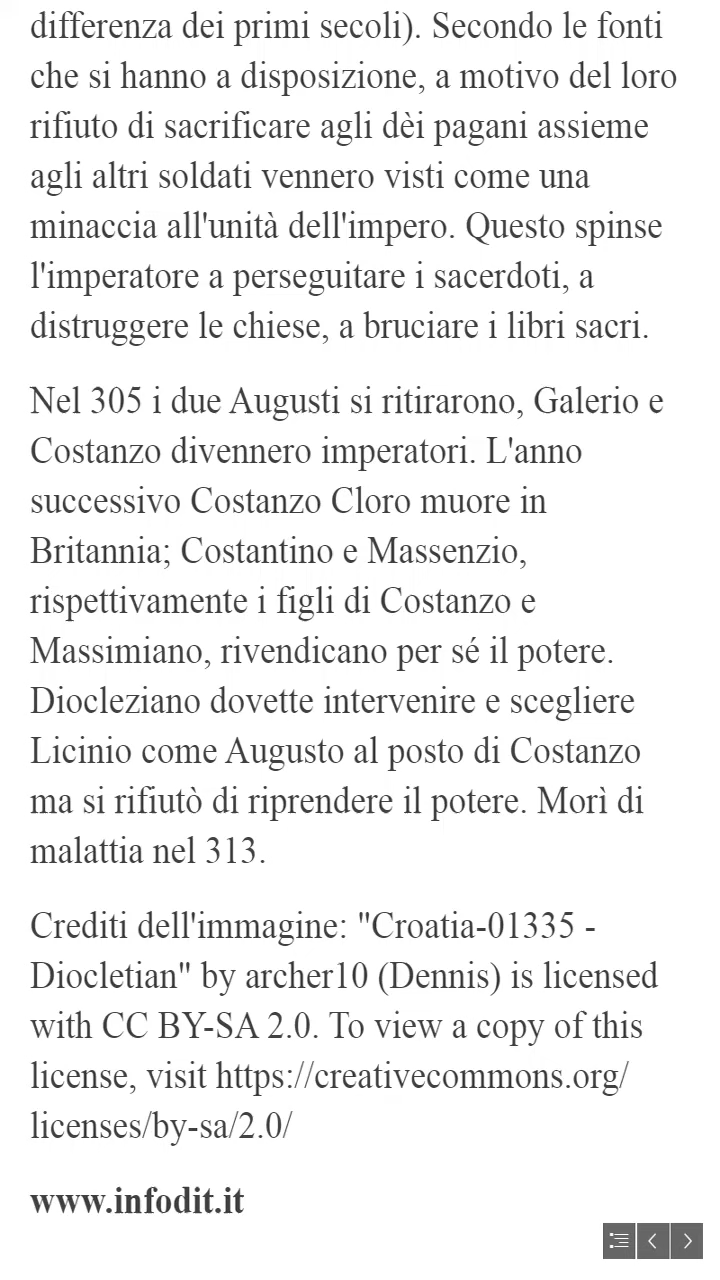 differenza dei primi secoli). Secondo le fonti
che si hanno a disposizione, a motivo del loro
rifiuto di sacrificare agli dèi pagani assieme
agli altri soldati vennero visti come una
minaccia all'unità dell'impero. Questo spinse
l'imperatore a perseguitare i sacerdoti, a
distruggere le chiese, a bruciare i libri sacri.
Nel 305 i due Augusti si ritirarono, Galerio e
Costanzo divennero imperatori. L'anno
successivo Costanzo Cloro muore in
Britannia; Costantino e Massenzio,
rispettivamente i figli di Costanzo e
Massimiano, rivendicano per sé il potere.
Diocleziano dovette intervenire e scegliere
Licinio come Augusto al posto di Costanzo
ma si rifiutò di riprendere il potere. Morì di
malattia nel 313.
Crediti dell'immagine: "Croatia-01335 -
Diocletian" by archer10 (Dennis) is licensed
with CC BY-SA 2.0. To view a copy of this
license, visit https://creativecommons.org/
licenses/by-sa/2.0/
www.infodit.it